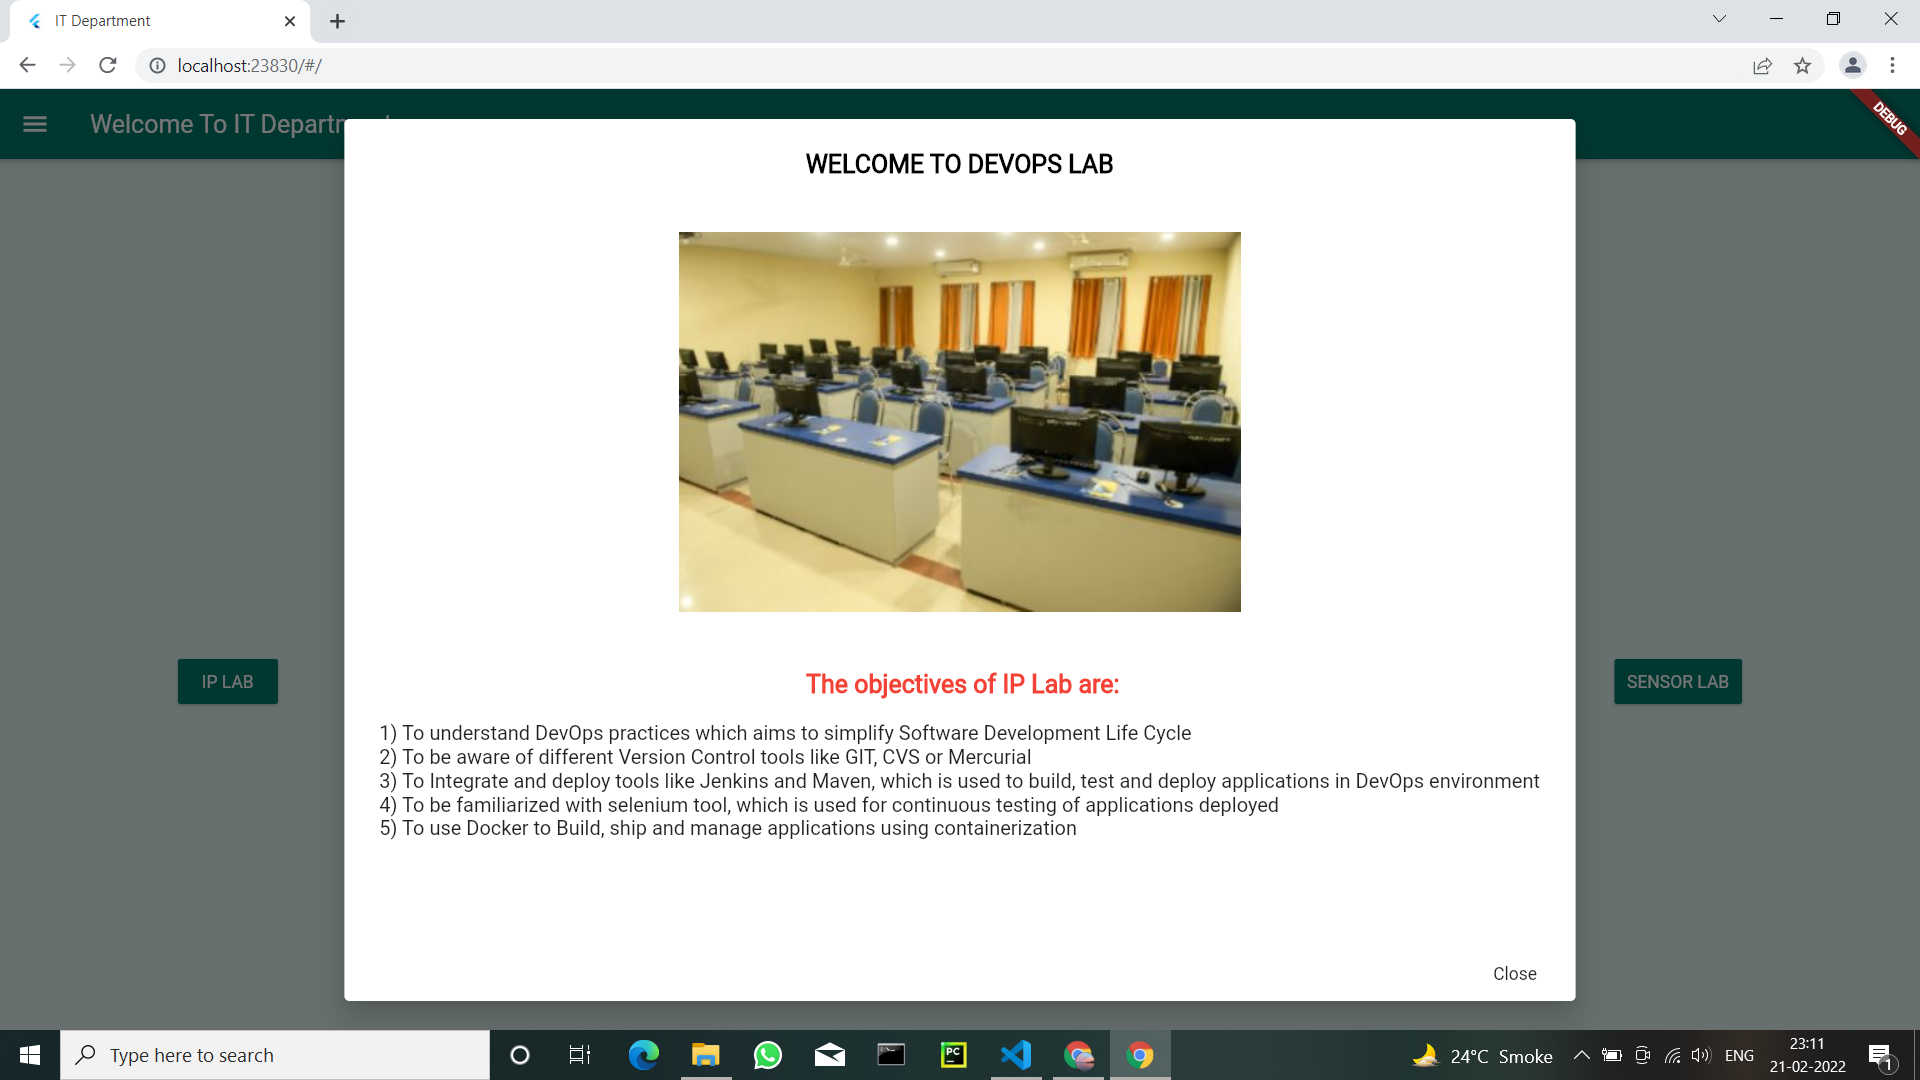 IT Department
localhost:23830/#/
Welcome To IT Depart
DEBUG
WELCOME TO DEVOPS LAB
IP LAB
SENSOR LAB
The objectives of IP Lab are:
1) To understand DevOps practices which aims to simplify Software Development Life Cycle
2) To be aware of different Version Control tools like GIT, CVS or Mercurial
3) To Integrate and deploy tools like Jenkins and Maven, which is used to build, test and deploy applications in DevOps environment
4) To be familiarized with selenium tool, which is used for continuous testing of applications deployed
5) To use Docker to Build, ship and manage applications using containerization
Close
Type here to search
PC
24°C Smoke
ENG
23:11
21-02-2022
1